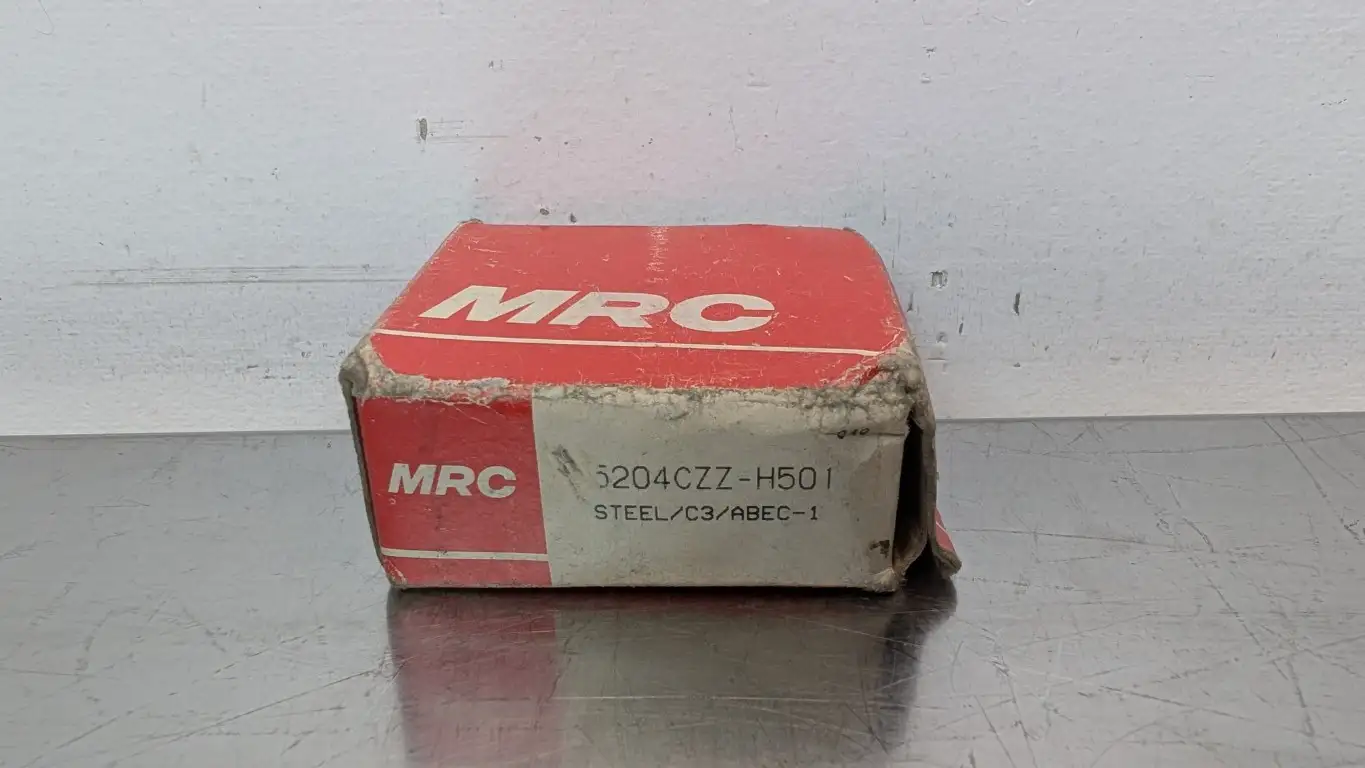 MRC
MRC
5204CZZ-H501
STEEL/C3/ABEC-1